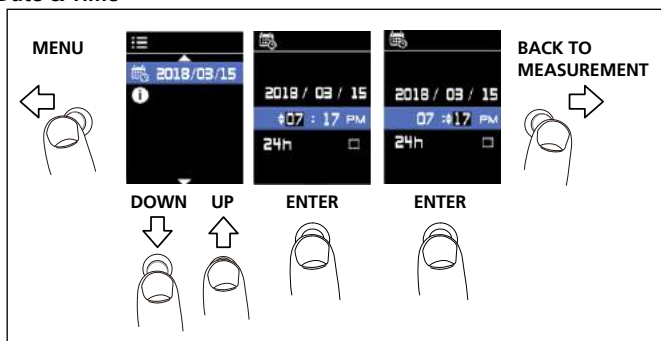 Date & Time
MENU
2018/03/15
2018 / 03 / 15
07 : 17 PM
24h
2018 / 03 / 15
07 : 17 PM
24h
BACK TO
MEASUREMENT
DOWN UP ENTER ENTER